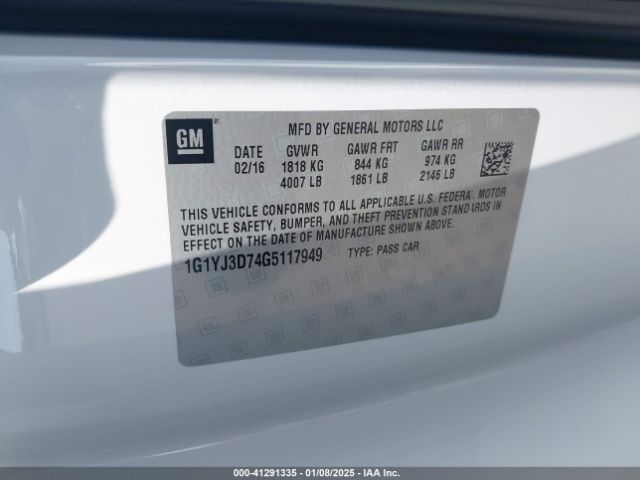 GM
MFD BY GENERAL MOTORS LLC
DATE GVWR GAWR FRT GAWR RR
02/16 1818 KG 844 KG 974 KG
4007 LB 1861 LB 2146 LB
THIS VEHICLE CONFORMS TO ALL APPLICABLE U.S. FEDERAL MOTOR
VEHICLE SAFETY, BUMPER, AND THEFT PREVENTION STANDARDS IN
EFFECT ON THE DATE OF MANUFACTURE SHOWN ABOVE.
1G1YJ3D74G5117949 TYPE: PASS CAR
000-41291335 - 01/08/2025 - IAA Inc.